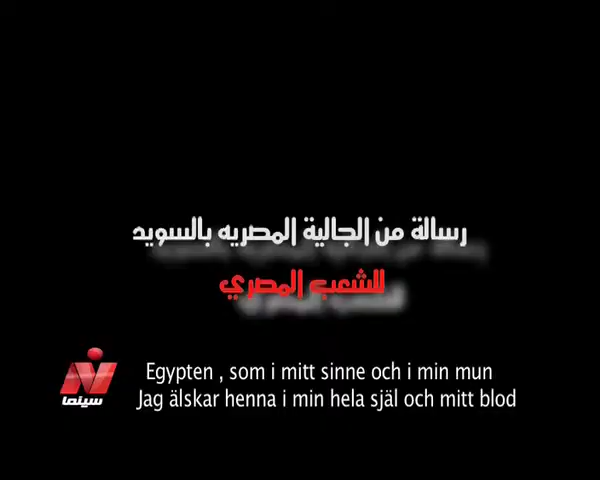 رسالة من الجالية المصريه بالسويد
للشعب المصري
Egypten , som i mitt sinne och i min mun
Jag älskar henna i min hela själ och mitt blod
سينما